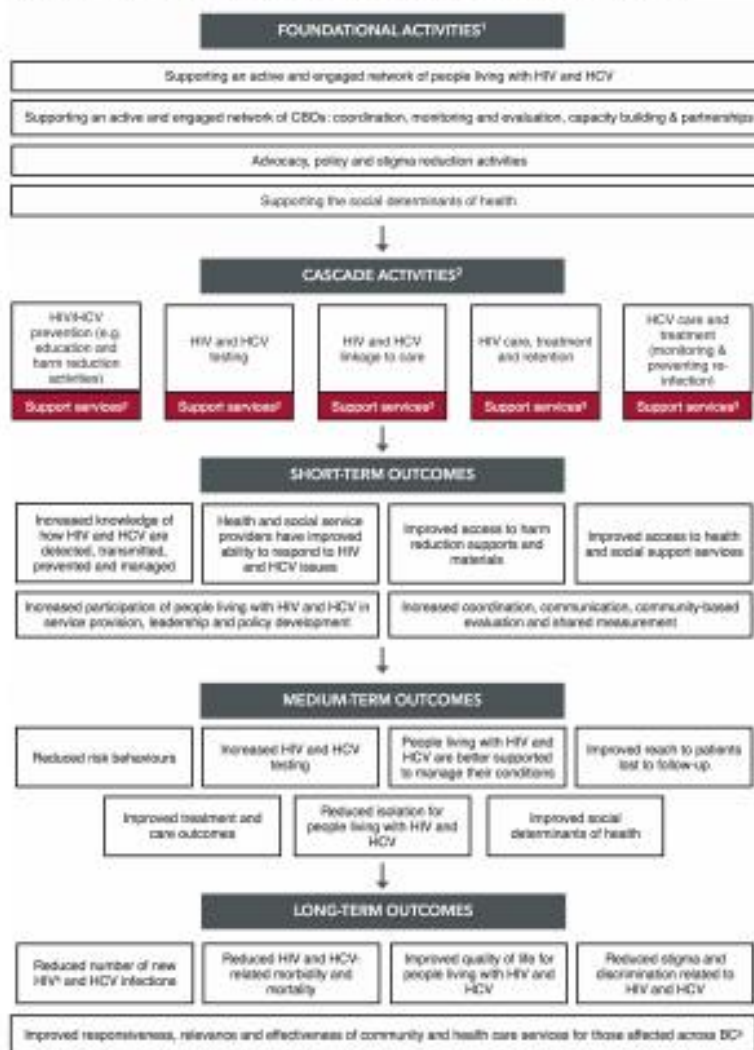 FOUNDATIONAL ACTIVITIES¹
Supporting an active and engaged network of people living with HIV and HCV
Supporting an active and engaged network of CBOs: coordination, monitoring and evaluation, capacity building & partnerships
Advocacy, policy and stigma reduction activities
Supporting the social determinants of health
CASCADE ACTIVITIES²
HIV/HCV
prevention (e.g.
education and
harm reduction
activities)
Support services³
HIV and HCV
testing
Support services³
HIV and HCV
linkage to care
Support services³
HIV care, treatment
and retention
Support services³
HCV care and
treatment
(monitoring &
preventing re-
infection)
Support services³
SHORT-TERM OUTCOMES
Increased knowledge of
how HIV and HCV are
detected, transmitted,
prevented and managed
Health and social service
providers have improved
ability to respond to HIV
and HCV issues
Improved access to harm
reduction supports and
materials
Improved access to health
and social support services
Increased participation of people living with HIV and HCV in
service provision, leadership and policy development
Increased coordination, communication, community-based
evaluation and shared measurement
MEDIUM-TERM OUTCOMES
Reduced risk behaviours
Increased HIV and HCV
testing
People living with HIV and
HCV are better supported
to manage their conditions
Improved reach to patients
lost to follow-up
Improved treatment and
care outcomes
Reduced isolation for
people living with HIV and
HCV
Improved social
determinants of health
LONG-TERM OUTCOMES
Reduced number of new
and HCV infections
Reduced HIV and HCV-
related morbidity and
mortality
Improved quality of life for
people living with HIV and
HCV
Reduced stigma and
discrimination related to
HIV and HCV
Improved responsiveness, relevance and effectiveness of community and health care services for those affected across